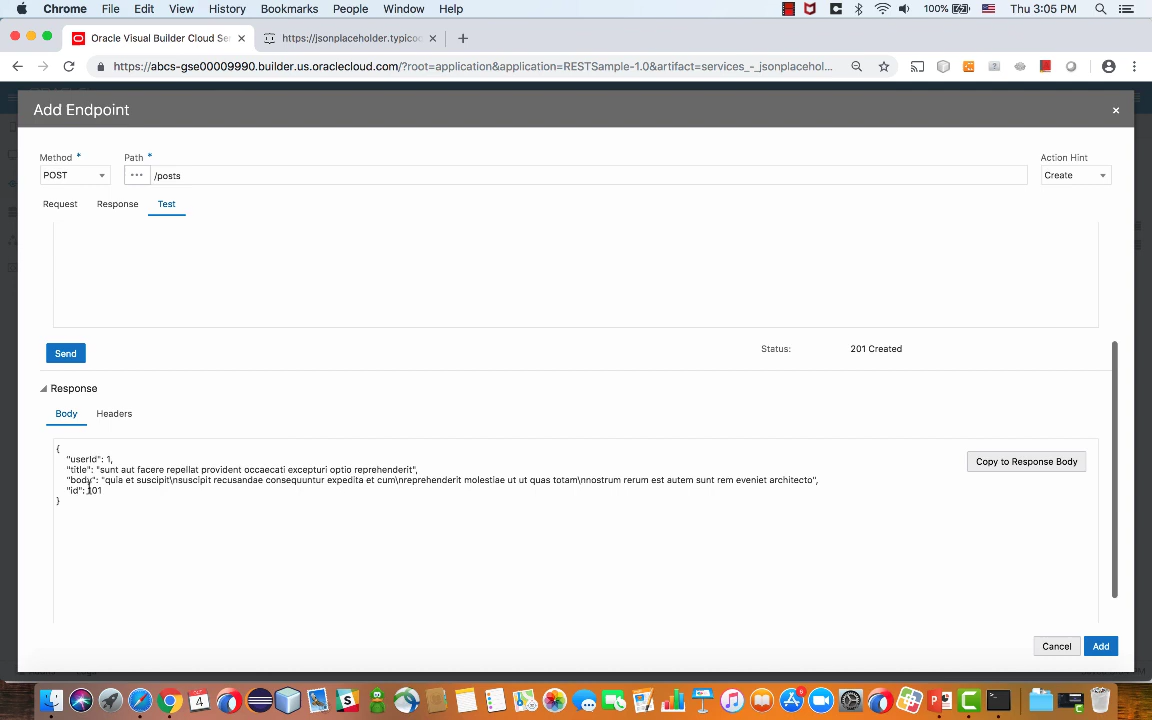 Chrome File Edit View History Bookmarks People Window Help 100% Thu 3:05 PM
Oracle Visual Builder Cloud Se × https://jsonplaceholder.typico ×
https://abcs-gse00009990.builder.us.oraclecloud.com/?root=application&application=RESTSample-1.0&artifact=services_-_jsonplacehol...
Add Endpoint ×
Method * Path * Action Hint
POST ••• /posts Create
Request Response Test
Send Status: 201 Created
Response
Body Headers
{
"userId": 1,
"title": "sunt aut facere repellat provident occaecati excepturi optio reprehenderit",
"body": "quia et suscipit\nsuscipit recusandae consequuntur expedita et cum\nreprehenderit molestiae ut ut quas totam\nnostrum rerum est autem sunt rem eveniet architecto",
"id": 101
}
Copy to Response Body
Cancel Add